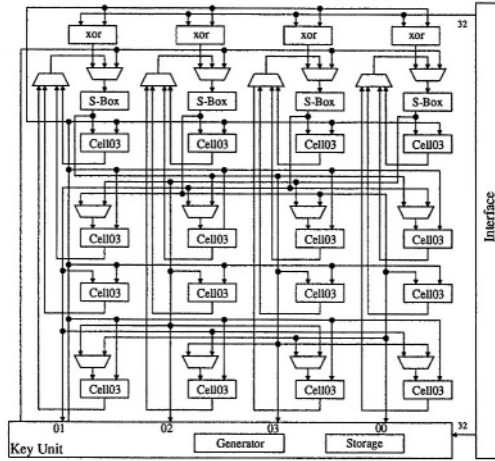 32
xor xor xor xor
S-Box S-Box S-Box S-Box
Cell03 Cell03 Cell03 Cell03
Interface
Cell03 Cell03 Cell03 Cell03
Cell03 Cell03 Cell03 Cell03
Cell03 Cell03 Cell03 Cell03
01 02 03 00
32
Key Unit
Generator
Storage